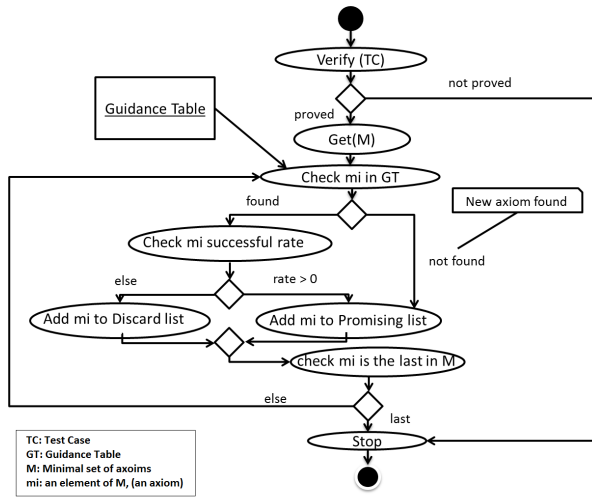 Verify (TC)
not proved
proved
Guidance Table
Get(M)
Check mi in GT
found
New axiom found
Check mi successful rate
not found
else
rate > 0
Add mi to Discard list
Add mi to Promising list
check mi is the last in M
else
last
Stop
TC: Test Case
GT: Guidance Table
M: Minimal set of axoims
mi: an element of M, (an axiom)